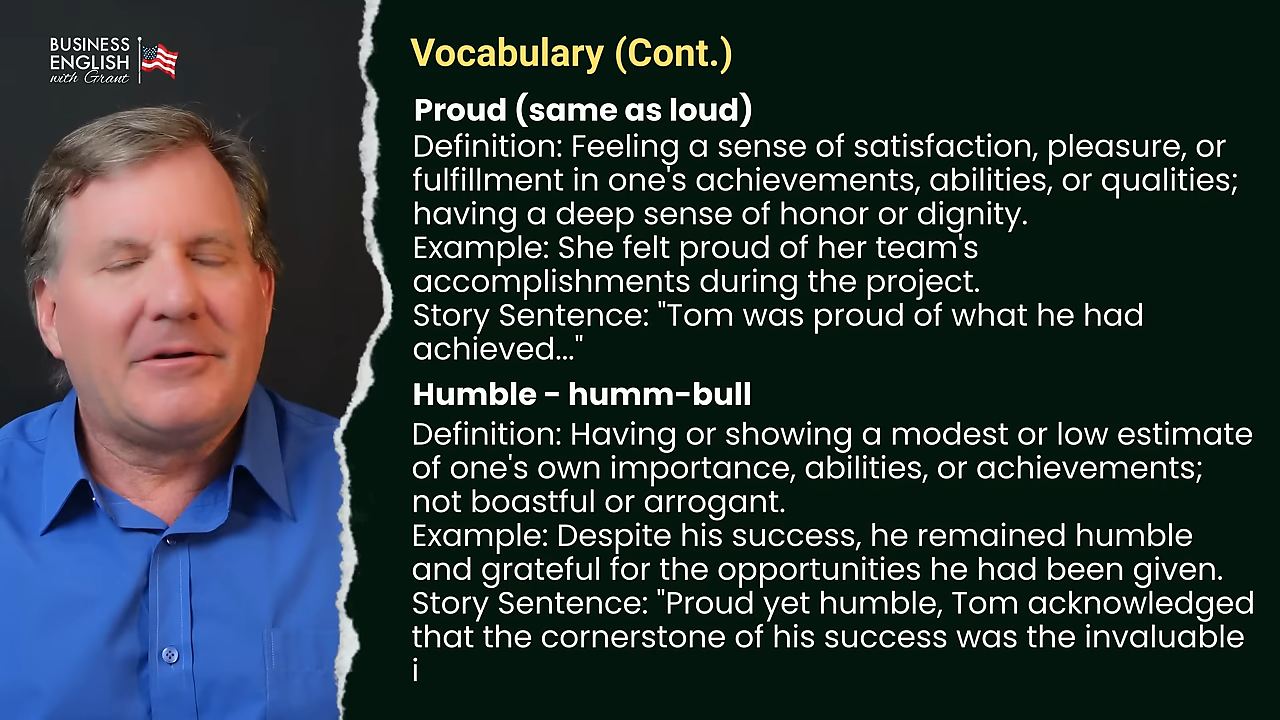 BUSINESS
ENGLISH
with Grant
Vocabulary (Cont.)
Proud (same as loud)
Definition: Feeling a sense of satisfaction, pleasure, or
fulfillment in one's achievements, abilities, or qualities;
having a deep sense of honor or dignity.
Example: She felt proud of her team's
accomplishments during the project.
Story Sentence: "Tom was proud of what he had
achieved..."
Humble - humm-bull
Definition: Having or showing a modest or low estimate
of one's own importance, abilities, or achievements;
not boastful or arrogant.
Example: Despite his success, he remained humble
and grateful for the opportunities he had been given.
Story Sentence: "Proud yet humble, Tom acknowledged
that the cornerstone of his success was the invaluable
i